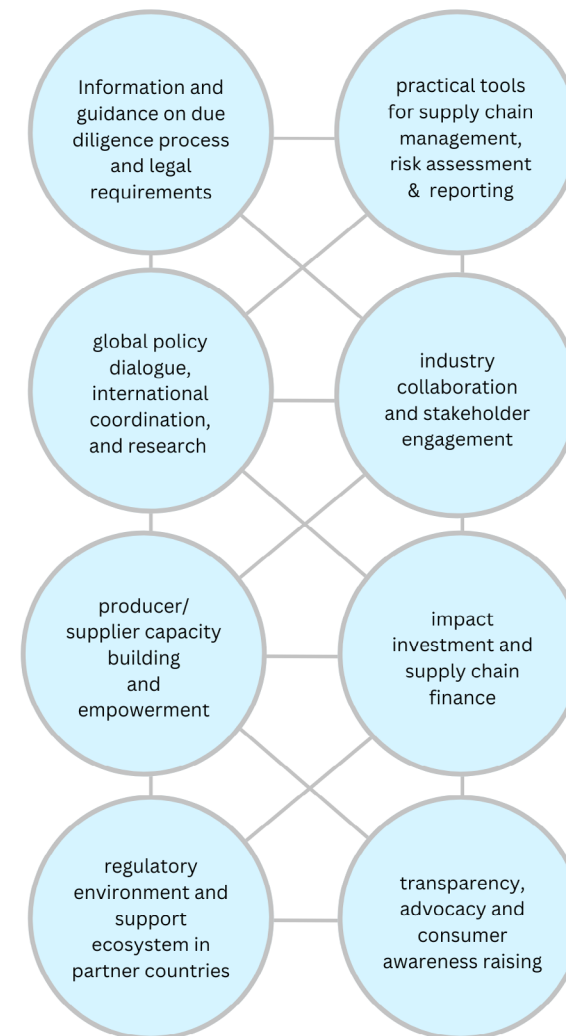 Information and
guidance on due
diligence process
and legal
requirements
practical tools
for supply chain
management,
risk assessment
& reporting
global policy
dialogue,
international
coordination,
and research
industry
collaboration
and stakeholder
engagement
producer/
supplier capacity
building
and
empowerment
impact
investment and
supply chain
finance
regulatory
environment and
support
ecosystem in
partner countries
transparency,
advocacy and
consumer
awareness raising